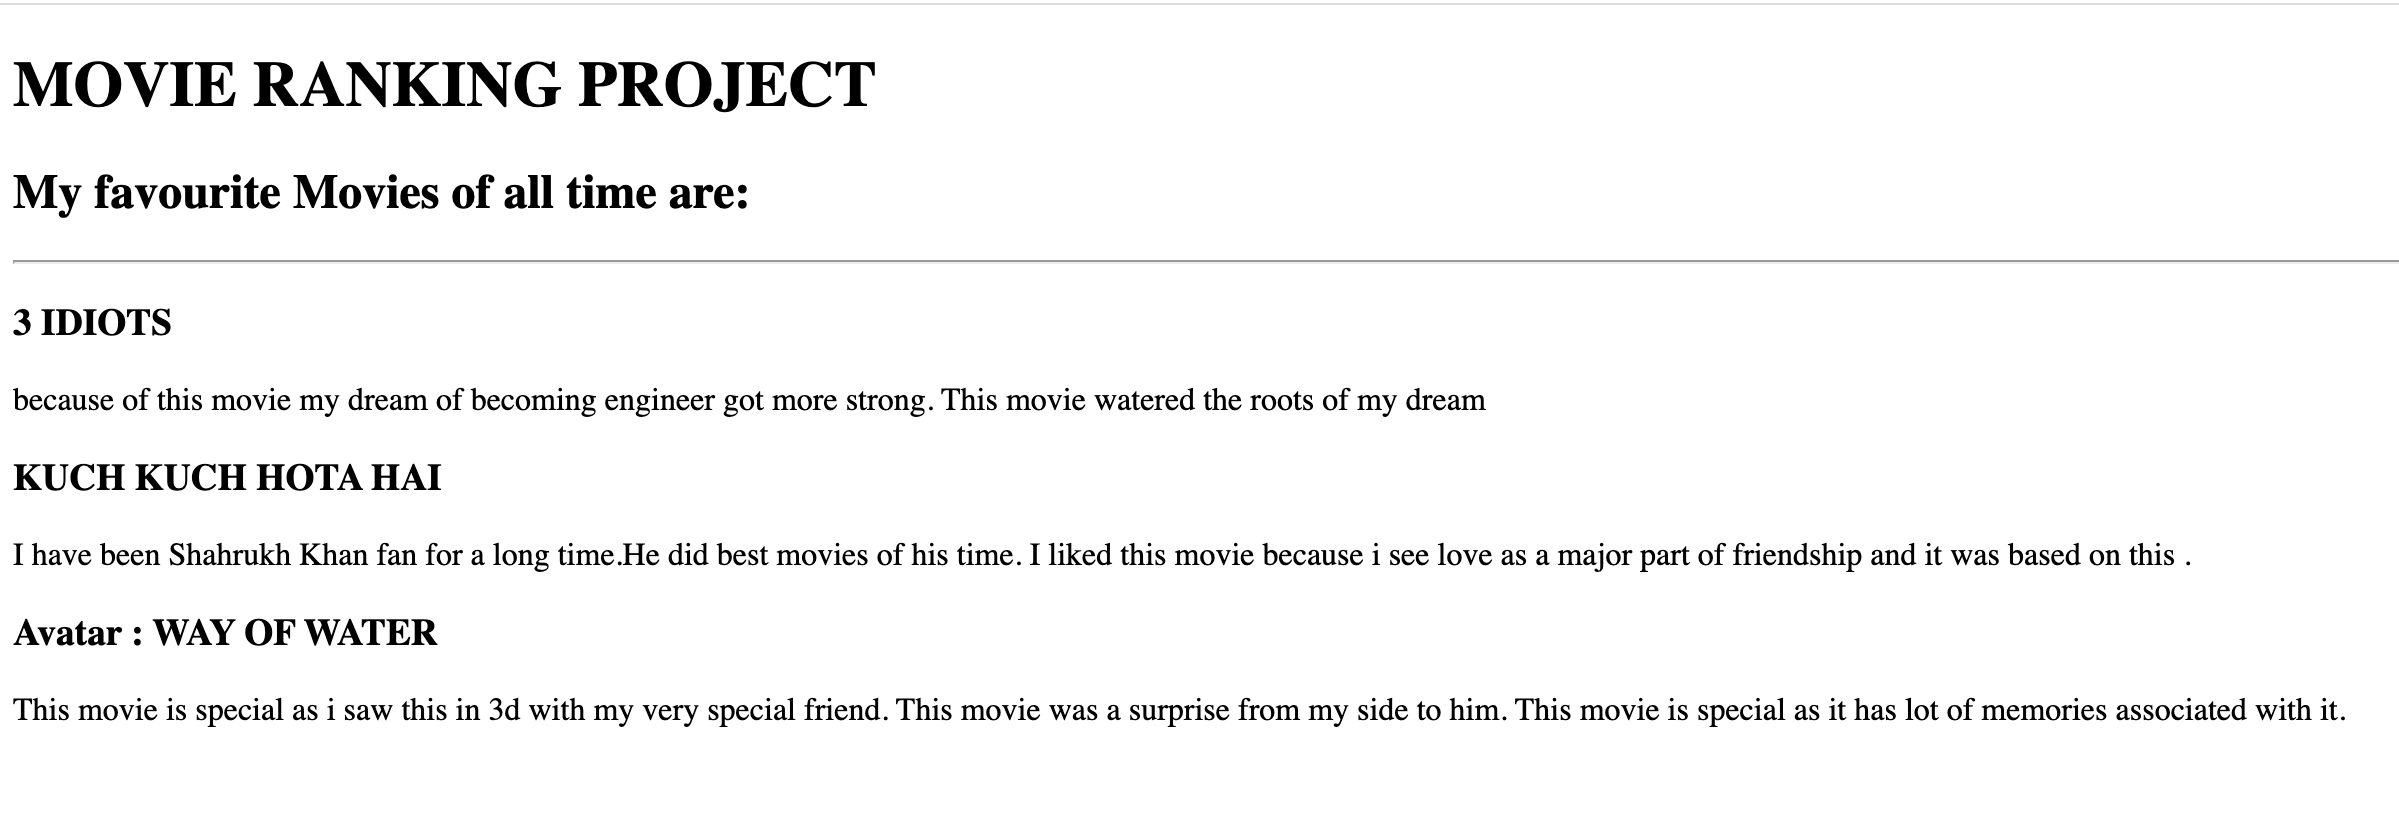 MOVIE RANKING PROJECT
My favourite Movies of all time are:
3 IDIOTS
because of this movie my dream of becoming engineer got more strong. This movie watered the roots of my dream
KUCH KUCH HOTA HAI
I have been Shahrukh Khan fan for a long time.He did best movies of his time. I liked this movie because i see love as a major part of friendship and it was based on this .
Avatar : WAY OF WATER
This movie is special as i saw this in 3d with my very special friend. This movie was a surprise from my side to him. This movie is special as it has lot of memories associated with it.